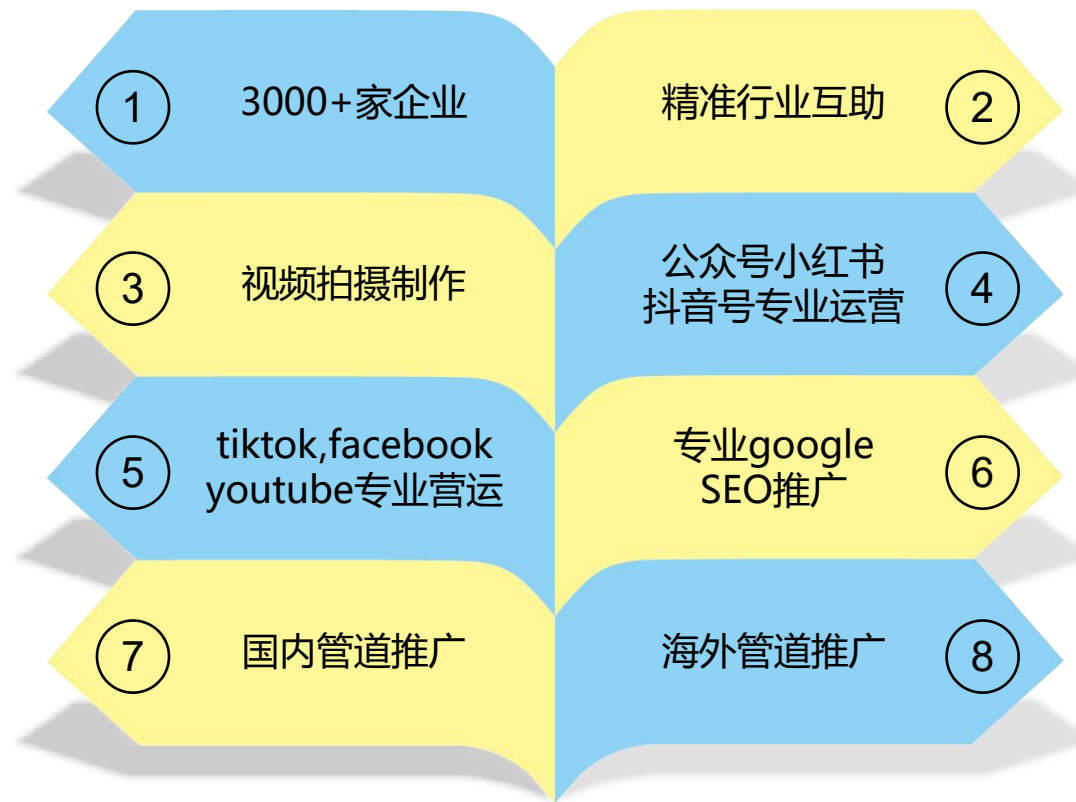 ① 3000+家企业
精准行业互助 ②
③ 视频拍摄制作
公众号小红书
抖音号专业运营 ④
tiktok,facebook
⑤ youtube专业营运
专业google
SEO推广 ⑥
⑦ 国内管道推广
海外管道推广 ⑧